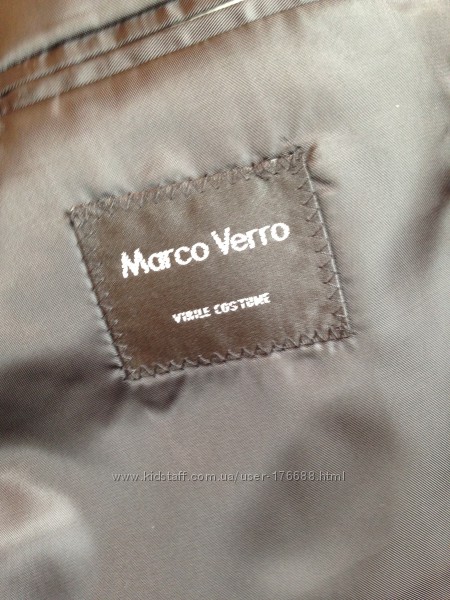 Marco Verro
VIRILE COSTUME
www.kidstaff.com.ua/user-176688.html